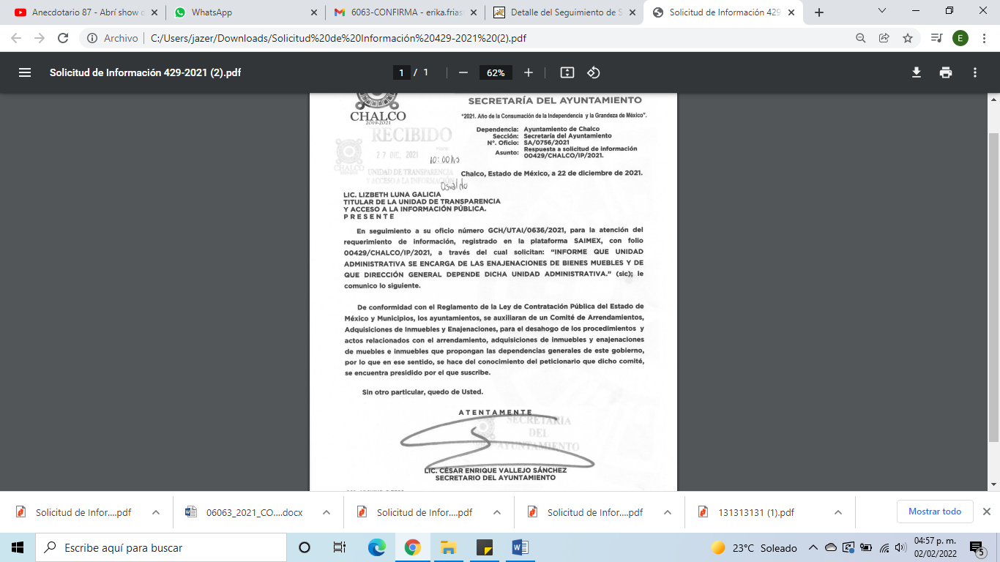 Anecdotario 87 - Abrí show d
WhatsApp
6063-CONFIRMA - erika.frias
Detalle del Seguimiento de S
Solicitud de Información 429
Archivo
C:/Users/jazer/Downloads/Solicitud%20de%20Información%20429-2021%20(2).pdf
E
Solicitud de Información 429-2021 (2).pdf
1 / 1
62%
CHALCO
2019-2021
SECRETARÍA DEL AYUNTAMIENTO
"2021. Año de la Consumación de la Independencia y la Grandeza de México".
Dependencia: Ayuntamiento de Chalco
Sección: Secretaría del Ayuntamiento
N°. Oficio: SA/0756/2021
Asunto: Respuesta a solicitud de información
00429/CHALCO/IP/2021.
RECIBIDO
27 DIC. 2021
10:00 hrs
CHALCO
UNIDAD DE TRANSPARENCIA
Y ACCESO A LA INFORMACIÓN
Osvaldo
Chalco, Estado de México, a 22 de diciembre de 2021.
LIC. LIZBETH LUNA GALICIA
TITULAR DE LA UNIDAD DE TRANSPARENCIA
Y ACCESO A LA INFORMACIÓN PÚBLICA.
P R E S E N T E
En seguimiento a su oficio número GCH/UTAI/0636/2021, para la atención del
requerimiento de información, registrado en la plataforma SAIMEX, con folio
00429/CHALCO/IP/2021, a través del cual solicitan: "INFORME QUE UNIDAD
ADMINISTRATIVA SE ENCARGA DE LAS ENAJENACIONES DE BIENES MUEBLES Y DE
QUE DIRECCIÓN GENERAL DEPENDE DICHA UNIDAD ADMINISTRATIVA." (sic); le
comunico lo siguiente.
De conformidad con el Reglamento de la Ley de Contratación Pública del Estado de
México y Municipios, los ayuntamientos, se auxiliaran de un Comité de Arrendamientos,
Adquisiciones de Inmuebles y Enajenaciones, para el desahogo de los procedimientos y
actos relacionados con el arrendamiento, adquisiciones de inmuebles y enajenaciones
de muebles e inmuebles que propongan las dependencias generales de este gobierno,
por lo que en ese sentido, se hace del conocimiento del peticionario que dicho comité,
se encuentra presidido por el que suscribe.
Sin otro particular, quedo de Usted.
A T E N T A M E N T E
SECRETARÍA
DEL
AYUNTAMIENTO
LIC. CÉSAR ENRIQUE VALLEJO SÁNCHEZ
SECRETARIO DEL AYUNTAMIENTO
Solicitud de Infor....pdf
06063_2021_CO....docx
Solicitud de Infor....pdf
Solicitud de Infor....pdf
131313131 (1).pdf
Mostrar todo
Escribe aquí para buscar
23°C Soleado
04:57 p. m.
02/02/2022
5